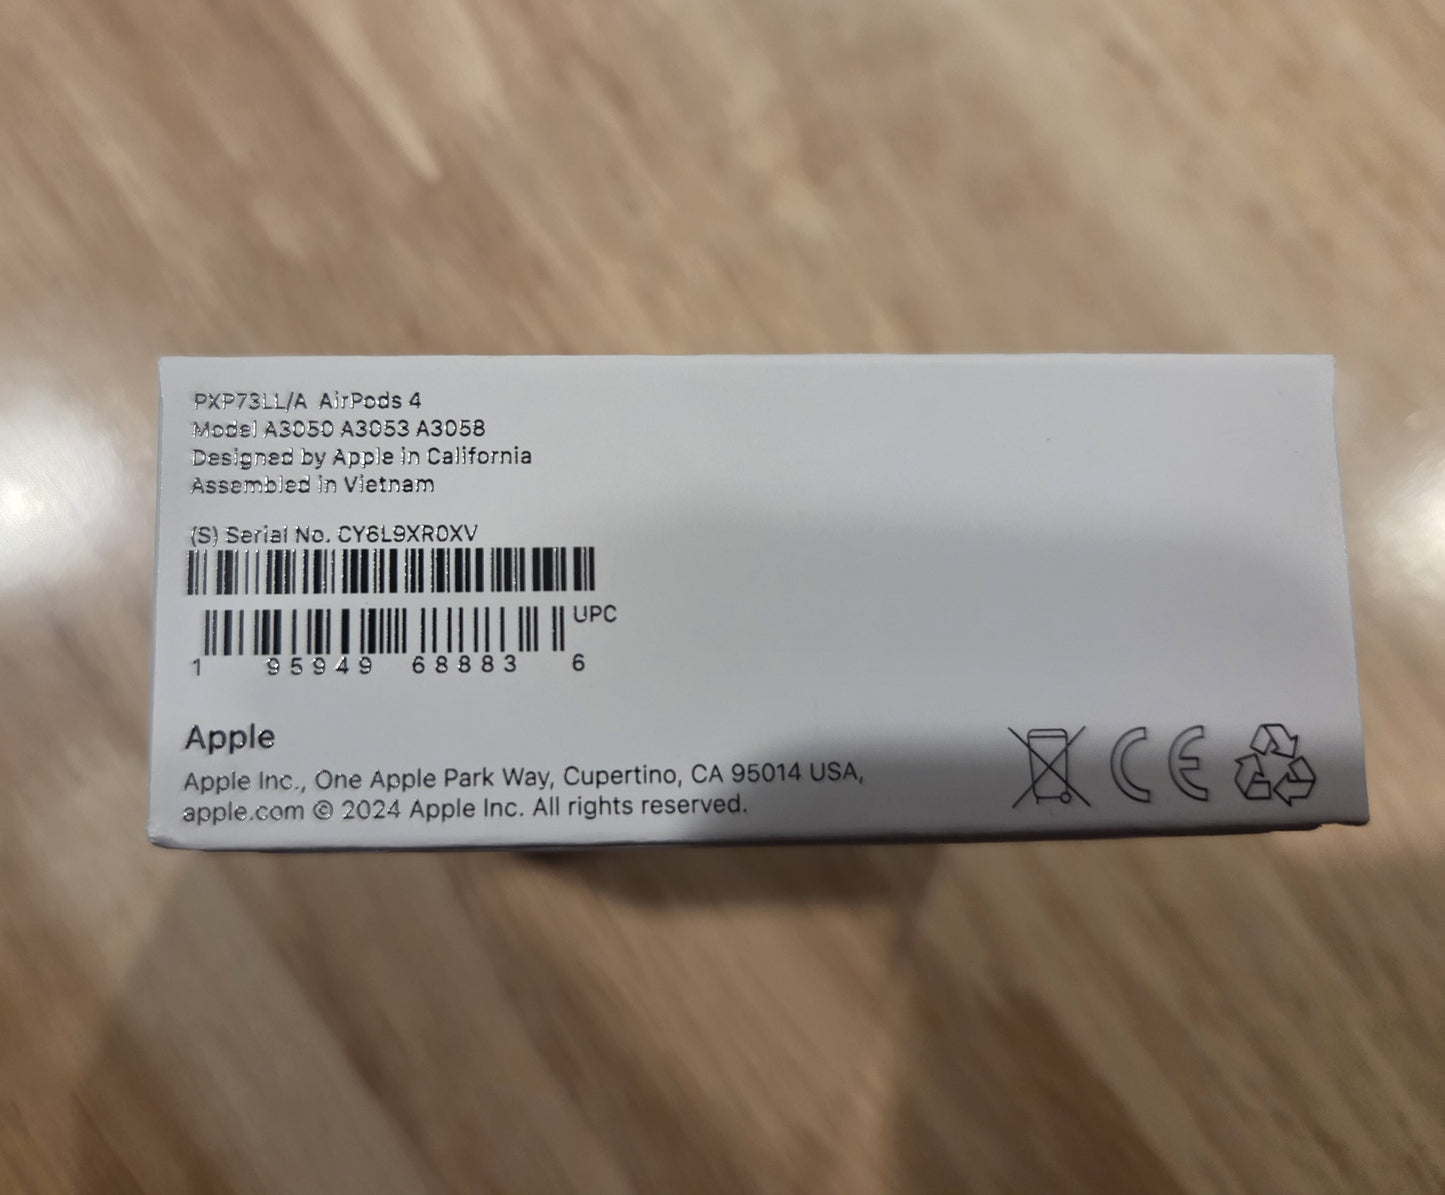 PXP73LL/A AirPods 4
Model A3050 A3053 A3058
Designed by Apple in California
Assembled in Vietnam
(S) Serial No. CY6L9XR0XV
UPC
1 95949 68883 6
Apple
Apple Inc., One Apple Park Way, Cupertino, CA 95014 USA,
apple.com © 2024 Apple Inc. All rights reserved.
CE